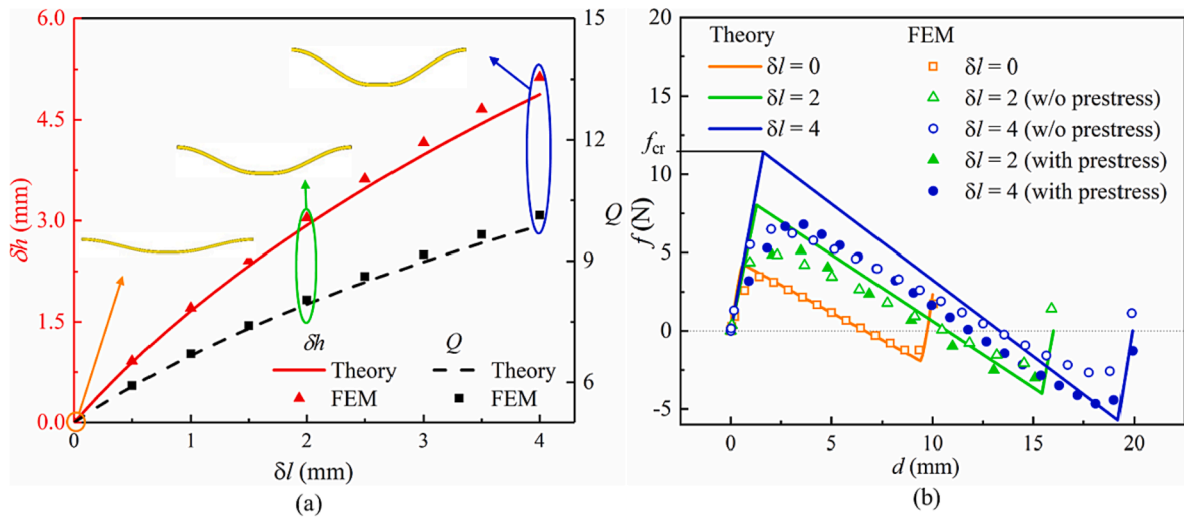 6.0
4.5
3.0
1.5
0.0
δh (mm)
15
12
9
6
Q
δh
Q
Theory
Theory
FEM
FEM
0
1
2
3
4
δl (mm)
(a)
20
15
10
5
0
-5
fcr
f (N)
Theory
FEM
δl = 0
δl = 0
δl = 2
δl = 2 (w/o prestress)
δl = 4
δl = 4 (w/o prestress)
δl = 2 (with prestress)
δl = 4 (with prestress)
0
5
10
15
20
d (mm)
(b)